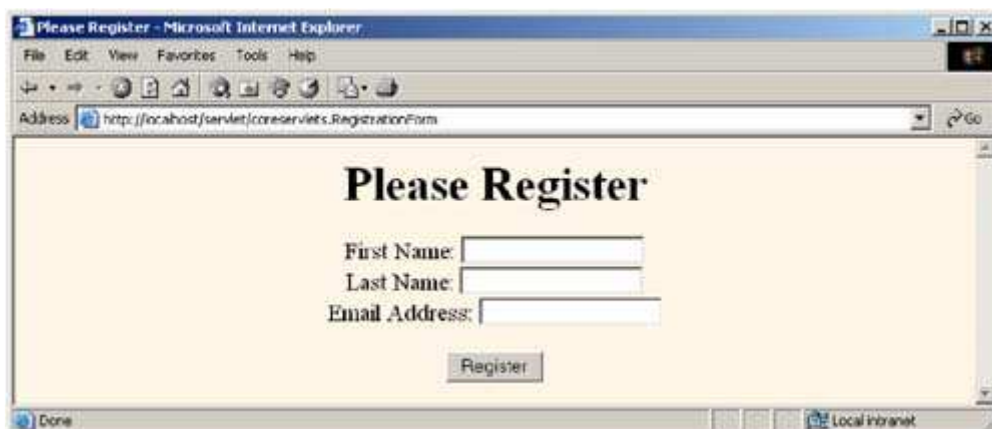 Please Register - Microsoft Internet Explorer
File Edit View Favorites Tools Help
Address http://localhost/servlet/coreservlets.RegistrationForm Go
Please Register
First Name:
Last Name:
Email Address:
Register
Done Local intranet